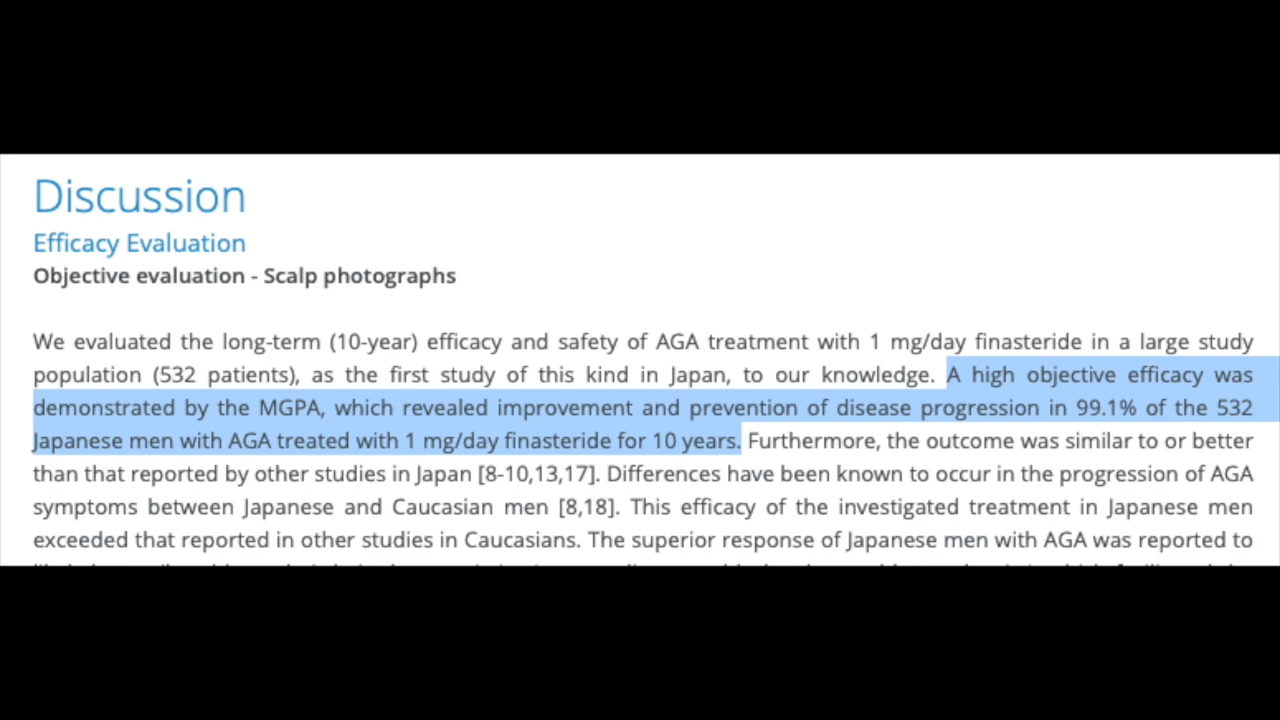 Discussion
Efficacy Evaluation
Objective evaluation - Scalp photographs
We evaluated the long-term (10-year) efficacy and safety of AGA treatment with 1 mg/day finasteride in a large study
population (532 patients), as the first study of this kind in Japan, to our knowledge. A high objective efficacy was
demonstrated by the MGPA, which revealed improvement and prevention of disease progression in 99.1% of the 532
Japanese men with AGA treated with 1 mg/day finasteride for 10 years. Furthermore, the outcome was similar to or better
than that reported by other studies in Japan [8-10,13,17]. Differences have been known to occur in the progression of AGA
symptoms between Japanese and Caucasian men [8,18]. This efficacy of the investigated treatment in Japanese men
exceeded that reported in other studies in Caucasians. The superior response of Japanese men with AGA was reported to